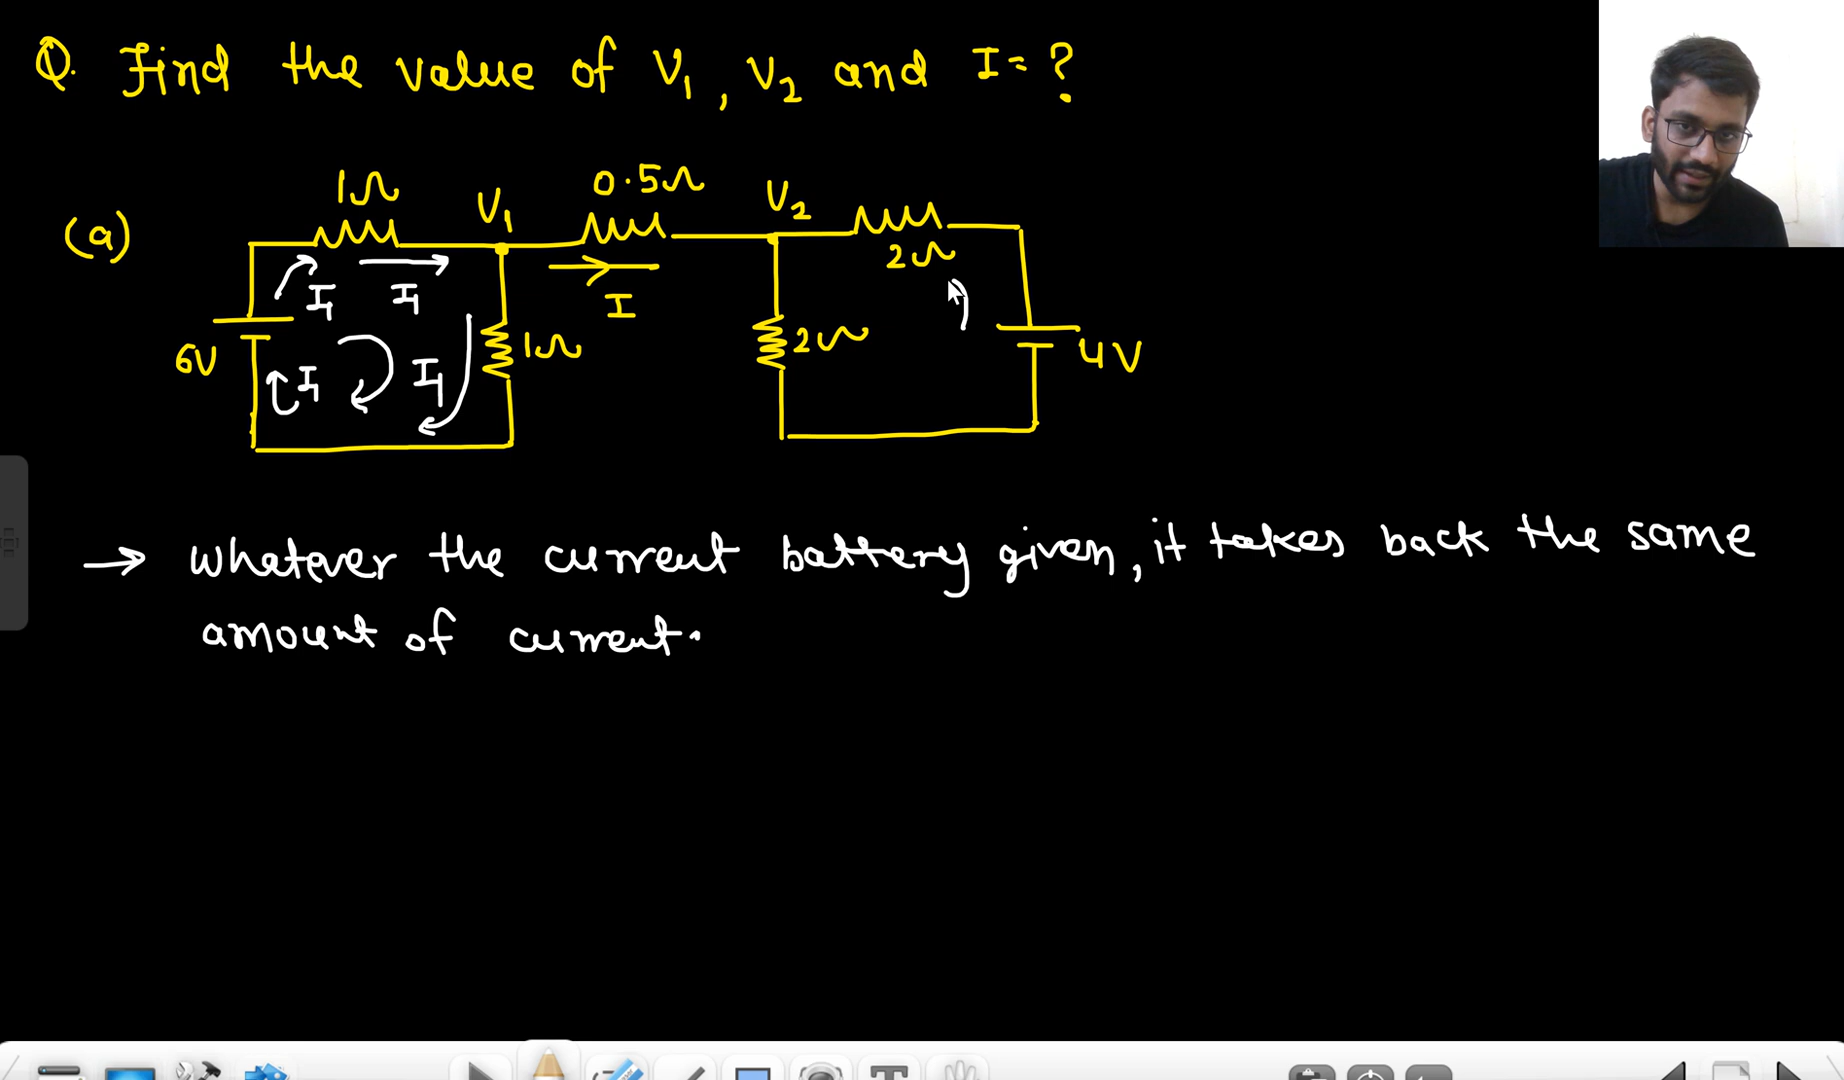 Q. Find the value of V1, V2 and I=?
(a)
1Ω
V1
0.5Ω
V2
2Ω
I1
I1
I
6V
I1
I1
1Ω
2Ω
4V
→ whatever the current battery given, it takes back the same
amount of current.